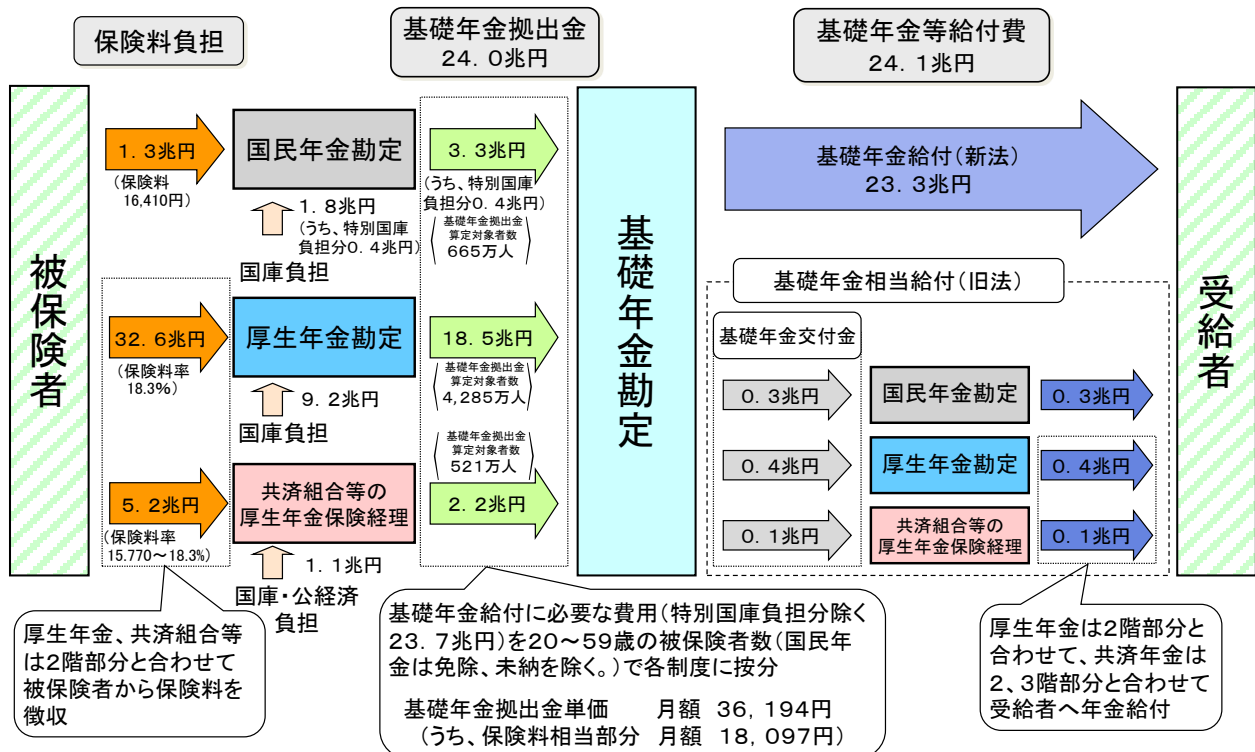 保険料負担
基礎年金拠出金
24.0兆円
基礎年金等給付費
24.1兆円
被保険者
1.3兆円
(保険料
16,410円)
国民年金勘定
1.8兆円
(うち、特別国庫
負担分0.4兆円)
国庫負担
3.3兆円
(うち、特別国庫
負担分0.4兆円)
基礎年金拠出金
算定対象者数
665万人
32.6兆円
(保険料率
18.3%)
厚生年金勘定
9.2兆円
国庫負担
18.5兆円
基礎年金拠出金
算定対象者数
4,285万人
基礎年金拠出金
算定対象者数
521万人
5.2兆円
(保険料率
15.770~18.3%)
共済組合等の
厚生年金保険経理
1.1兆円
国庫・公経済
負担
2.2兆円
基礎年金勘定
基礎年金給付(新法)
23.3兆円
基礎年金相当給付(旧法)
基礎年金交付金
0.3兆円
国民年金勘定
0.3兆円
0.4兆円
厚生年金勘定
0.4兆円
0.1兆円
共済組合等の
厚生年金保険経理
0.1兆円
受給者
厚生年金、共済組合等
は2階部分と合わせて
被保険者から保険料を
徴収
基礎年金給付に必要な費用(特別国庫負担分除く
23.7兆円)を20~59歳の被保険者数(国民年
金は免除、未納を除く。)で各制度に按分
基礎年金拠出金単価 月額 36,194円
(うち、保険料相当部分 月額 18,097円)
厚生年金は2階部分と
合わせて、共済年金は
2、3階部分と合わせて
受給者へ年金給付